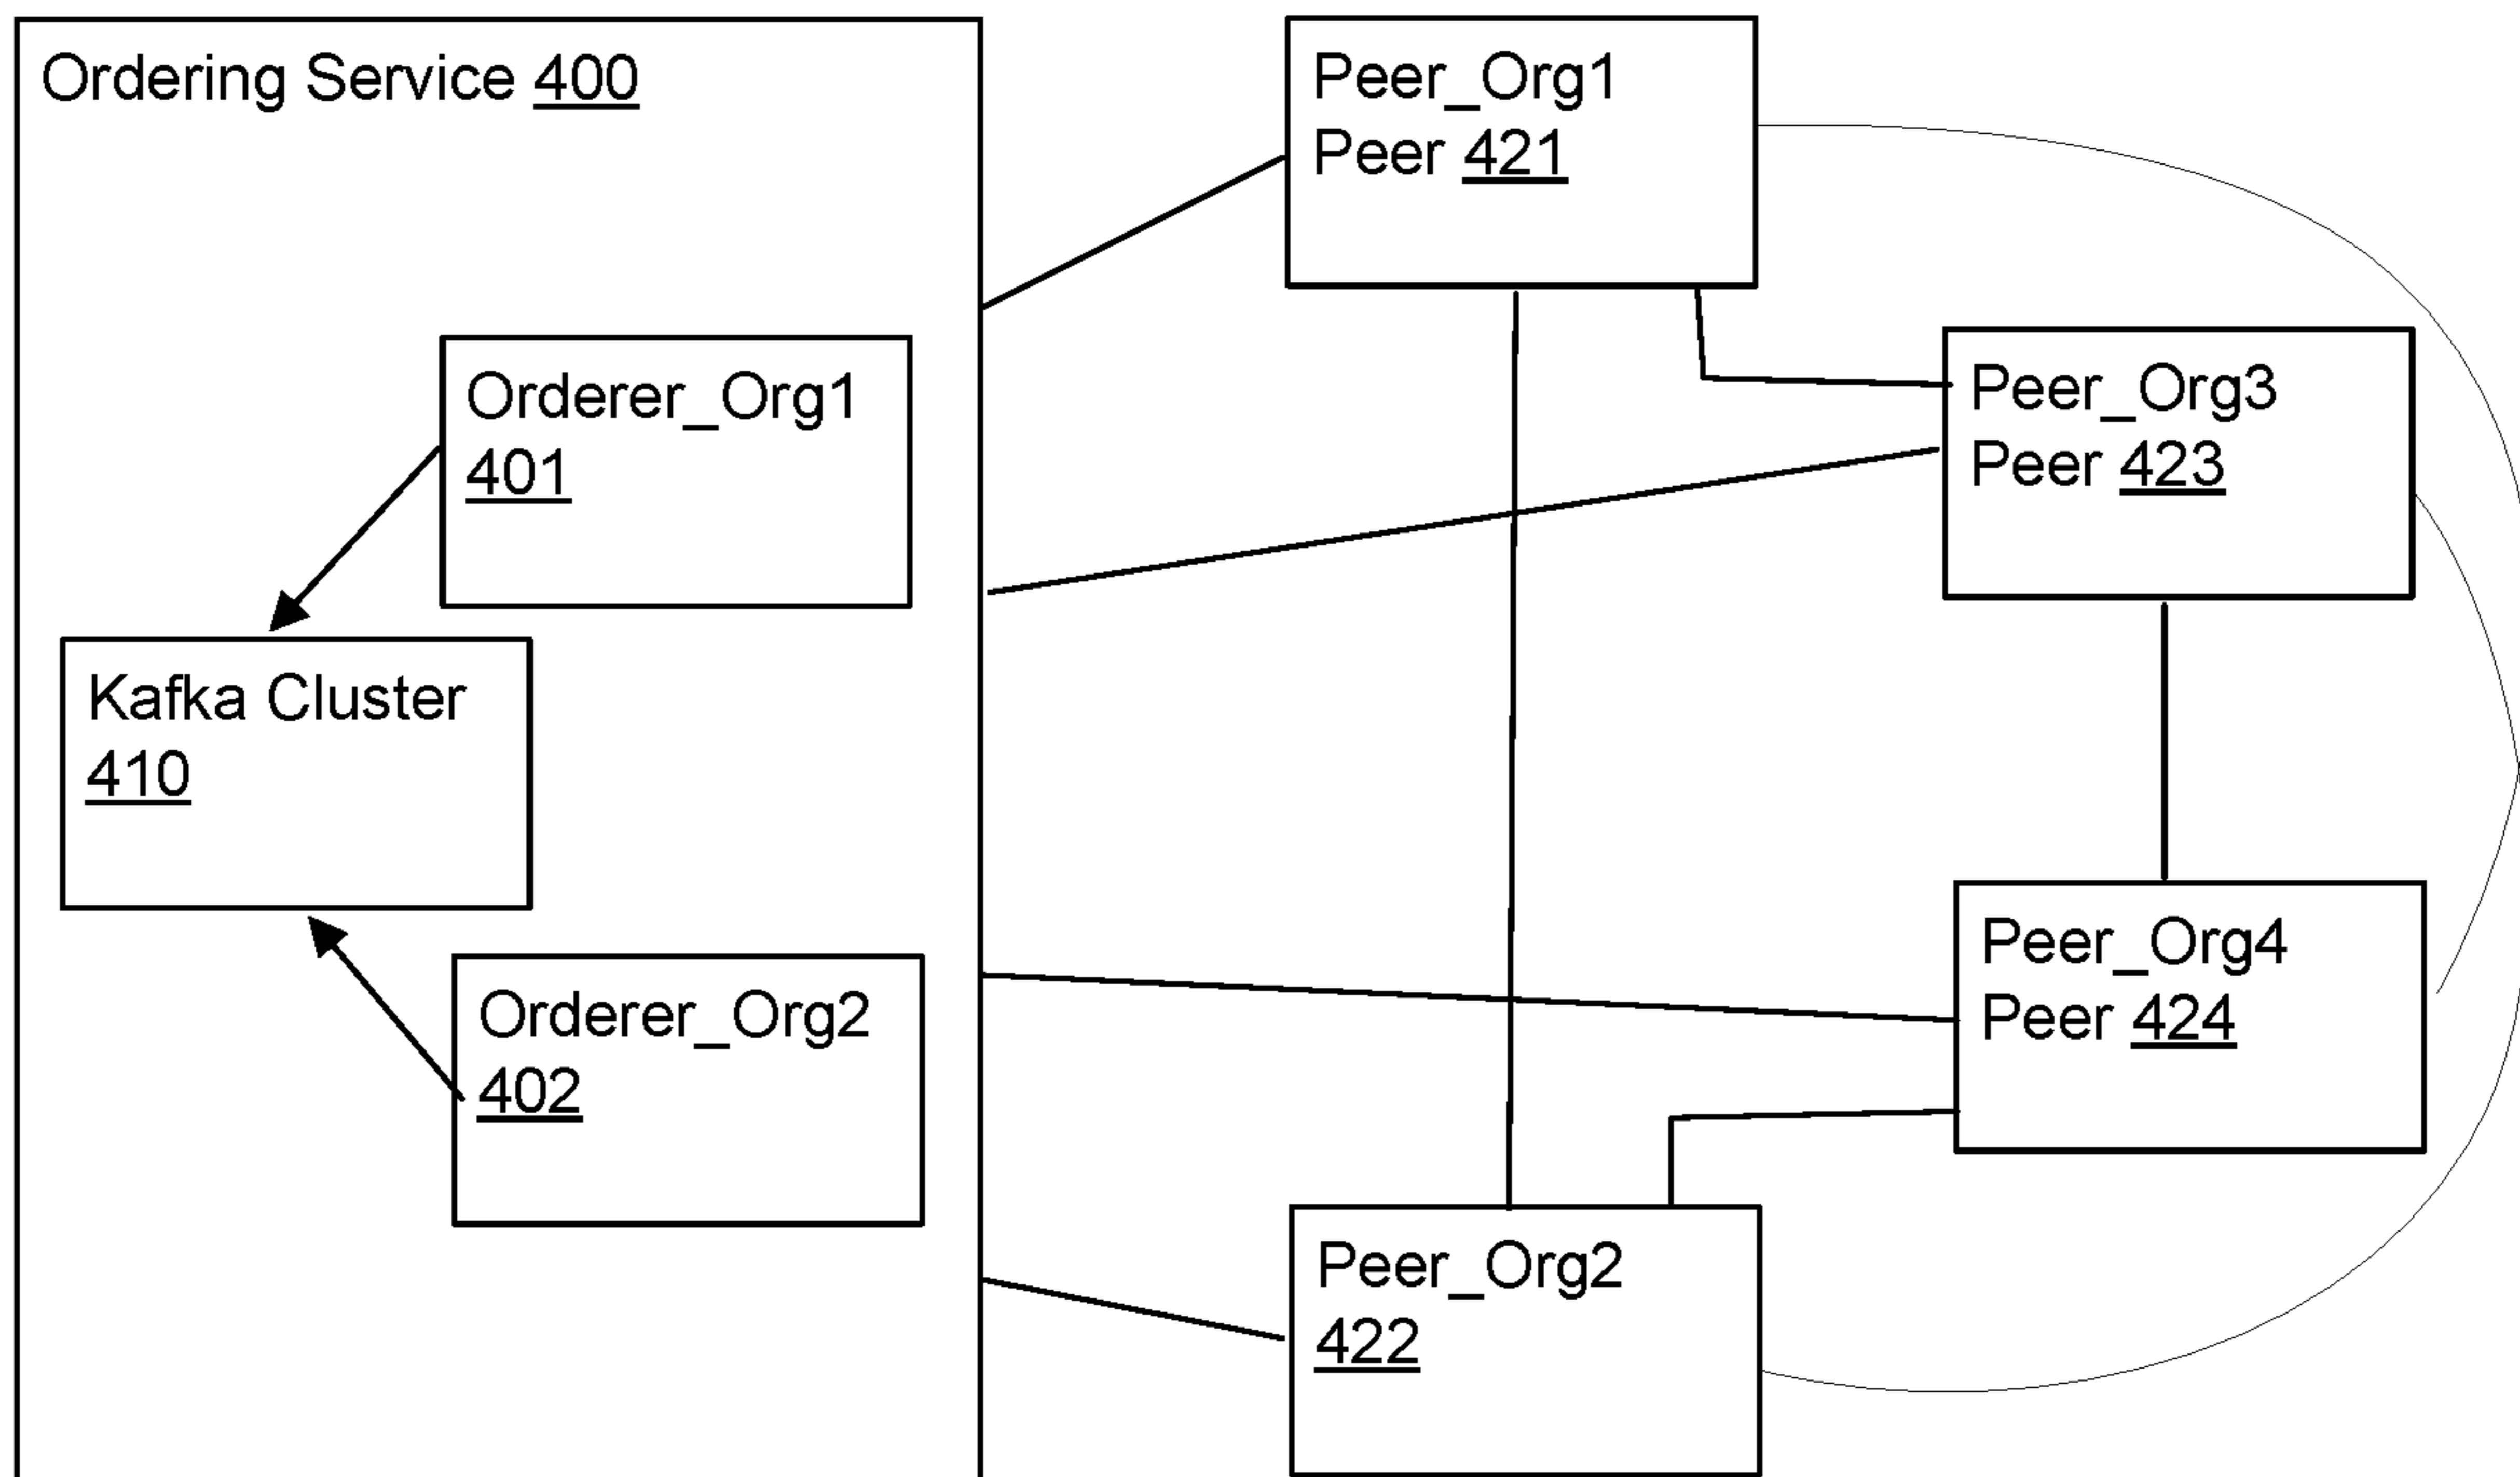 Ordering Service 400
Orderer_Org1
401
Kafka Cluster
410
Orderer_Org2
402
Peer_Org1
Peer 421
Peer_Org3
Peer 423
Peer_Org4
Peer 424
Peer_Org2
422